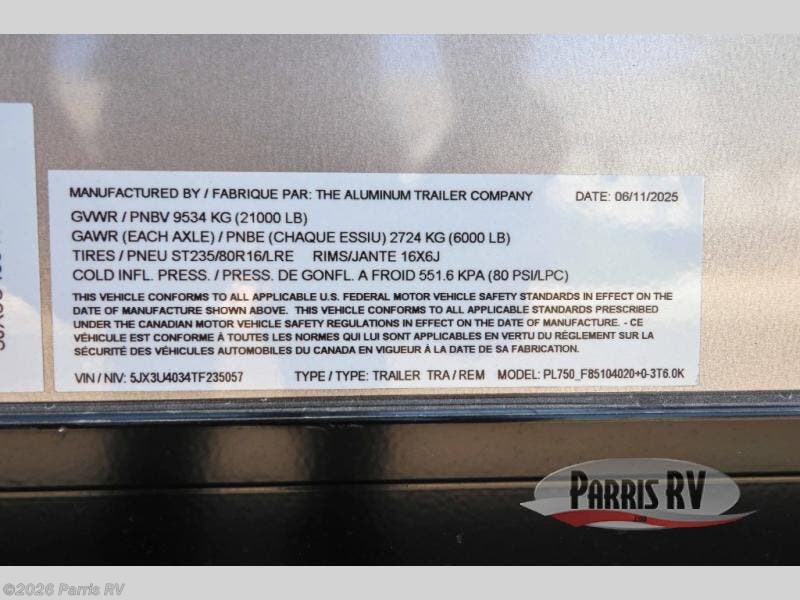 MANUFACTURED BY / FABRIQUE PAR: THE ALUMINUM TRAILER COMPANY DATE: 06/11/2025
GVWR / PNBV 9534 KG (21000 LB)
GAWR (EACH AXLE) / PNBE (CHAQUE ESSIU) 2724 KG (6000 LB)
TIRES / PNEU ST235/80R16/LRE RIMS/JANTE 16X6J
COLD INFL. PRESS. / PRESS. DE GONFL. A FROID 551.6 KPA (80 PSI/LPC)
THIS VEHICLE CONFORMS TO ALL APPLICABLE U.S. FEDERAL MOTOR VEHICLE SAFETY STANDARDS IN EFFECT ON THE
DATE OF MANUFACTURE SHOWN ABOVE. THIS VEHICLE CONFORMS TO ALL APPLICABLE STANDARDS PRESCRIBED
UNDER THE CANADIAN MOTOR VEHICLE SAFETY REGULATIONS IN EFFECT ON THE DATE OF MANUFACTURE. - CE
VÉHICULE EST CONFORME À TOUTES LES NORMES QUI LUI SONT APPLICABLES EN VERTU DU RÈGLEMENT SUR LA
SÉCURITÉ DES VÉHICULES AUTOMOBILES DU CANADA EN VIGUEUR À LA DATE DE SA FABRICATION.
VIN / NIV: 5JX3U4034TF235057 TYPE / TYPE: TRAILER TRA / REM MODEL: PL750_F85104020+0-3T6.0K
PARRIS RV
©2026 Parris RV